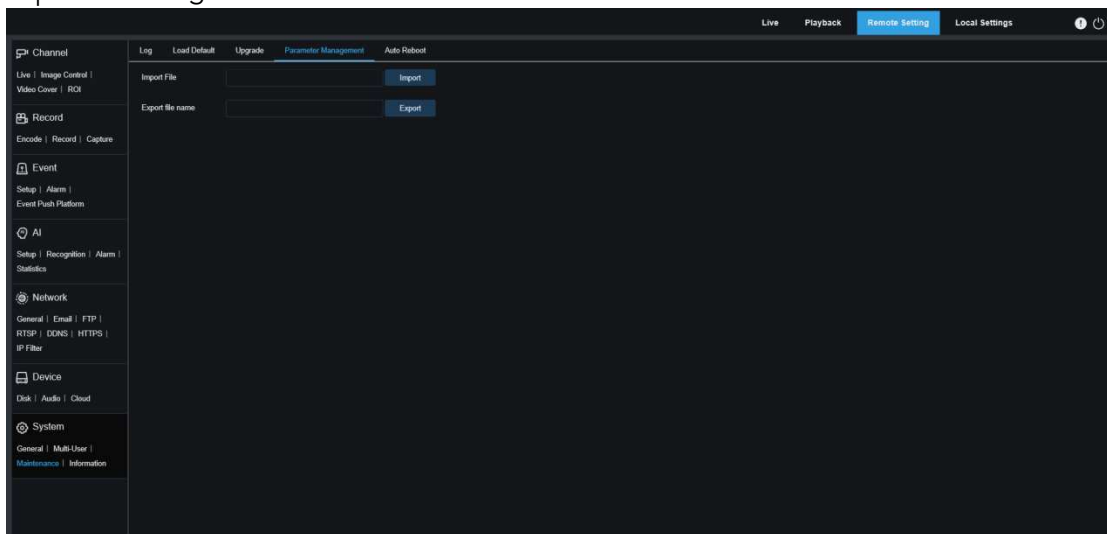 Live Playback Remote Setting Local Settings
Channel
Live | Image Control |
Video Cover | ROI
Record
Encode | Record | Capture
Event
Setup | Alarm |
Event Push Platform
AI
Setup | Recognition | Alarm |
Statistics
Network
General | Email | FTP |
RTSP | DDNS | HTTPS |
IP Filter
Device
Disk | Audio | Cloud
System
General | Multi-User |
Maintenance | Information
Log Load Default Upgrade Parameter Management Auto Reboot
Import File Import
Export file name Export